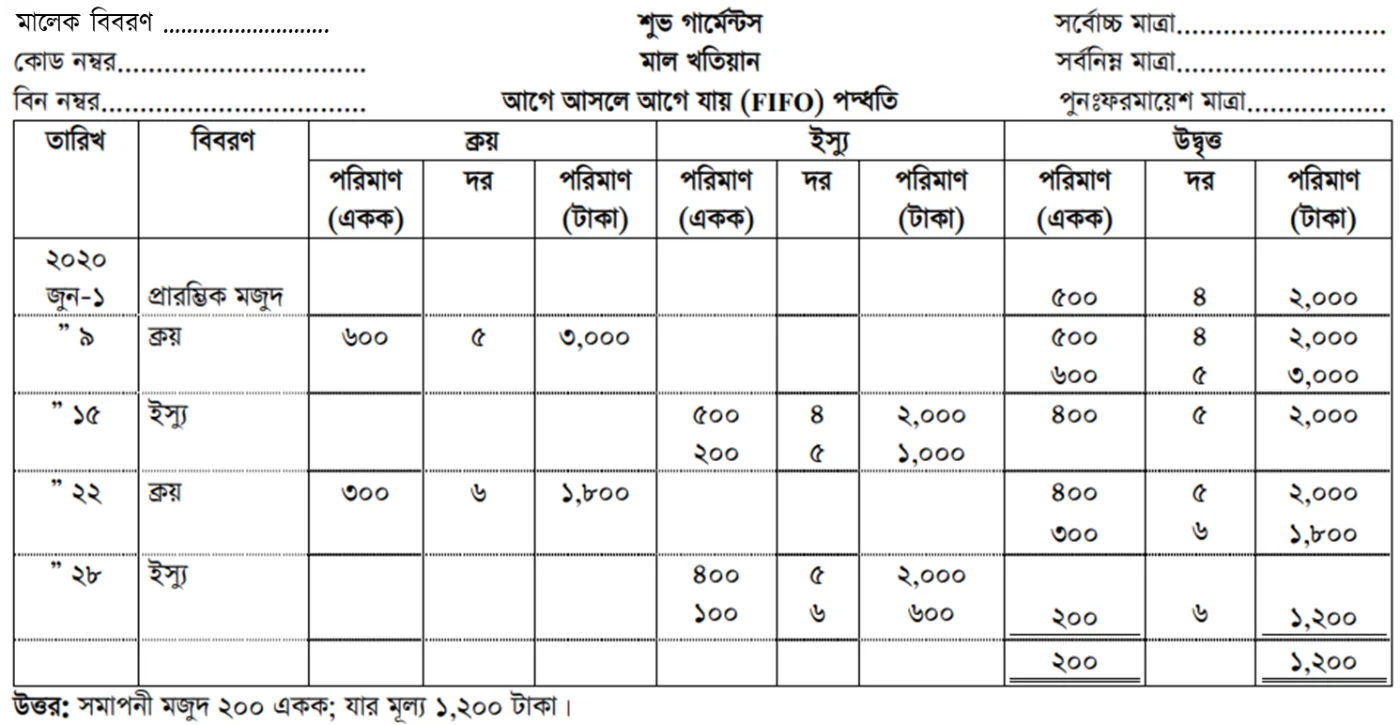 মালেক বিবরণ ............................ শুভ গার্মেন্টস সর্বোচ্চ মাত্রা...........................
কোড নম্বর................................ মাল খতিয়ান সর্বনিম্ন মাত্রা...........................
বিন নম্বর.................................. আগে আসলে আগে যায় (FIFO) পদ্ধতি পুনঃফরমায়েশ মাত্রা..................
তারিখ বিবরণ ক্রয় ইস্যু উদ্বৃত্ত
পরিমাণ দর পরিমাণ পরিমাণ দর পরিমাণ পরিমাণ দর পরিমাণ
(একক) (টাকা) (একক) (টাকা) (একক) (টাকা)
২০২০
জুন-১ প্রারম্ভিক মজুদ ৫০০ ৪ ২,০০০
” ৯ ক্রয় ৬০০ ৫ ৩,০০০ ৫০০ ৪ ২,০০০
৬০০ ৫ ৩,০০০
” ১৫ ইস্যু ৫০০ ৪ ২,০০০ ৪০০ ৫ ২,০০০
২০০ ৫ ১,০০০
” ২২ ক্রয় ৩০০ ৬ ১,৮০০ ৪০০ ৫ ২,০০০
৩০০ ৬ ১,৮০০
” ২৮ ইস্যু ৪০০ ৫ ২,০০০
১০০ ৬ ৬০০ ২০০ ৬ ১,২০০
২০০ ১,২০০
উত্তর: সমাপনী মজুদ ২০০ একক; যার মূল্য ১,২০০ টাকা।